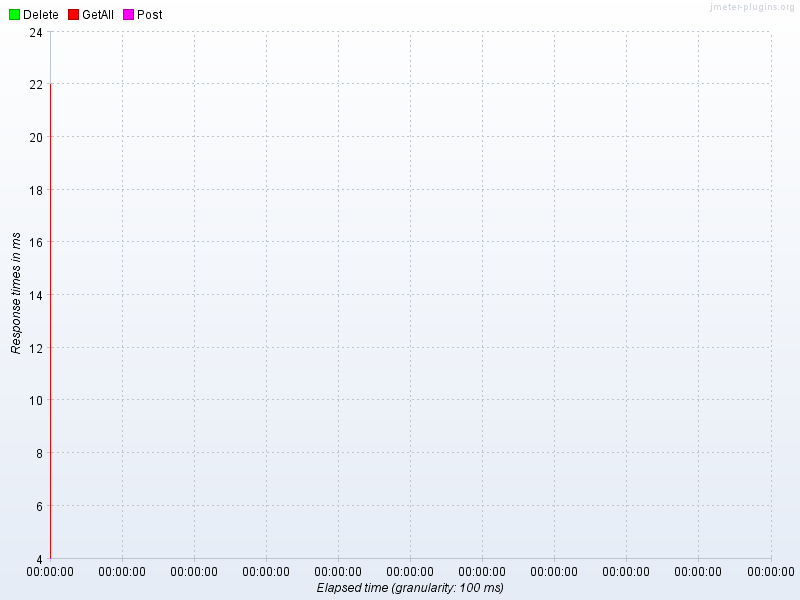 Delete GetAll Post
jmeter-plugins.org
24
22
20
18
16
14
12
10
8
6
4
Response times in ms
00:00:00 00:00:00 00:00:00 00:00:00 00:00:00 00:00:00 00:00:00 00:00:00 00:00:00 00:00:00 00:00:00
Elapsed time (granularity: 100 ms)